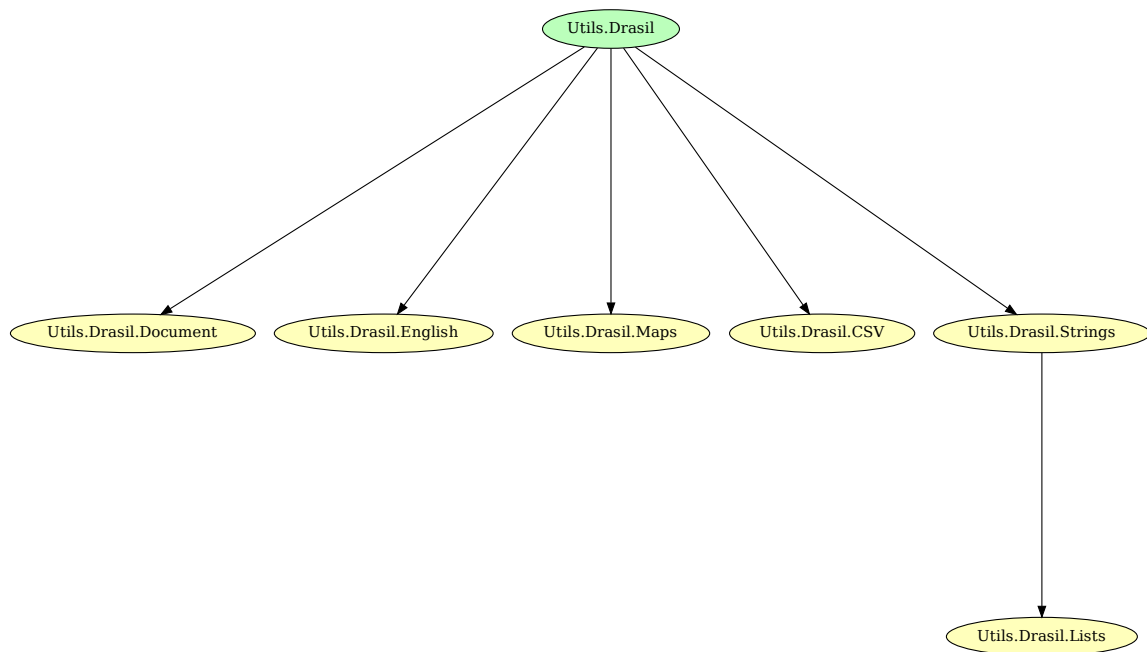 Utils.Drasil
Utils.Drasil.Document
Utils.Drasil.English
Utils.Drasil.Maps
Utils.Drasil.CSV
Utils.Drasil.Strings
Utils.Drasil.Lists